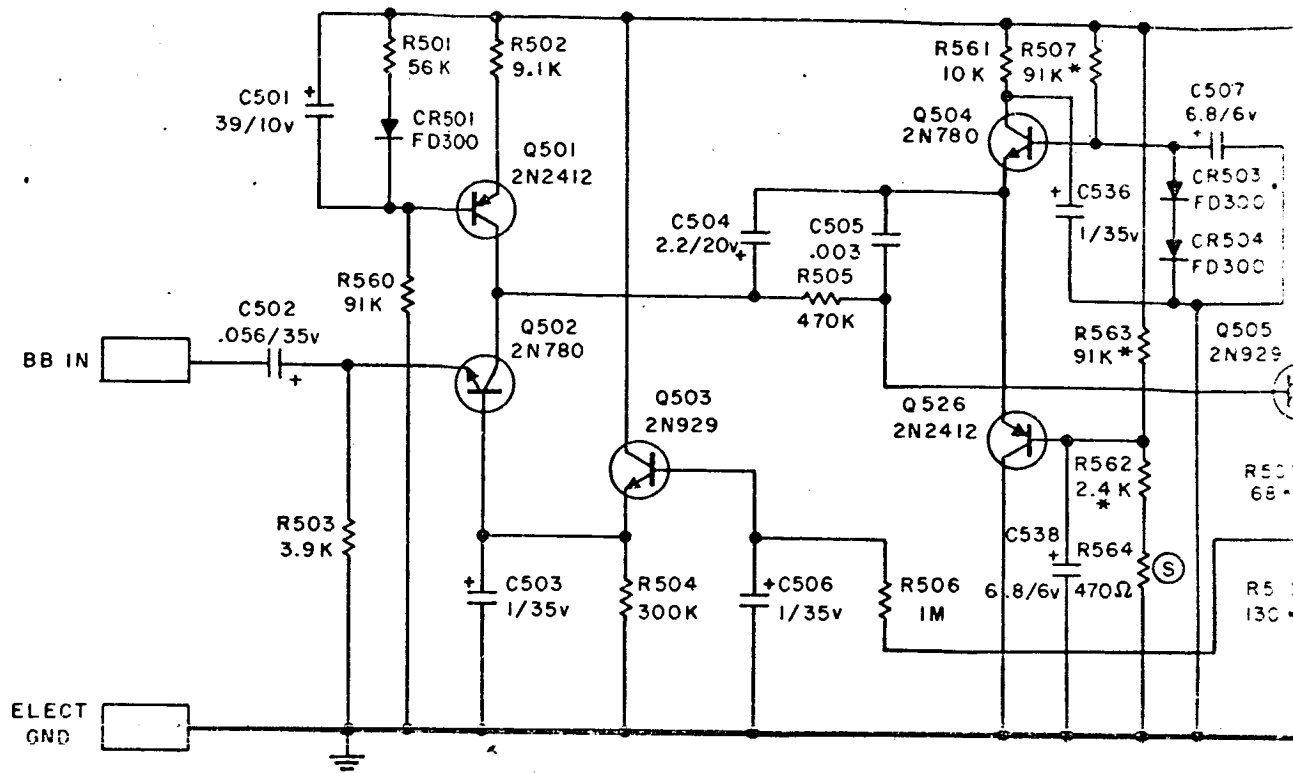 R501
56K
R502
9.1K
C501
+
39/10v
CR501
FD300
Q501
2N2412
R560
91K
C502
.056/35v
+
BB IN
Q502
2N780
Q503
2N929
R503
3.9K
+
C503
1/35v
R504
300K
+
C506
1/35v
R506
1M
ELECT
GND
R561
10K
R507
91K*
Q504
2N780
C507
6.8/6v
+
CR503
FD300
CR504
FD300
+
C536
1/35v
C504
2.2/20v
+
C505
.003
R505
470K
R563
91K*
Q505
2N929
Q526
2N2412
R562
2.4K
*
C538
+
6.8/6v
R564
470Ω
S
68
130